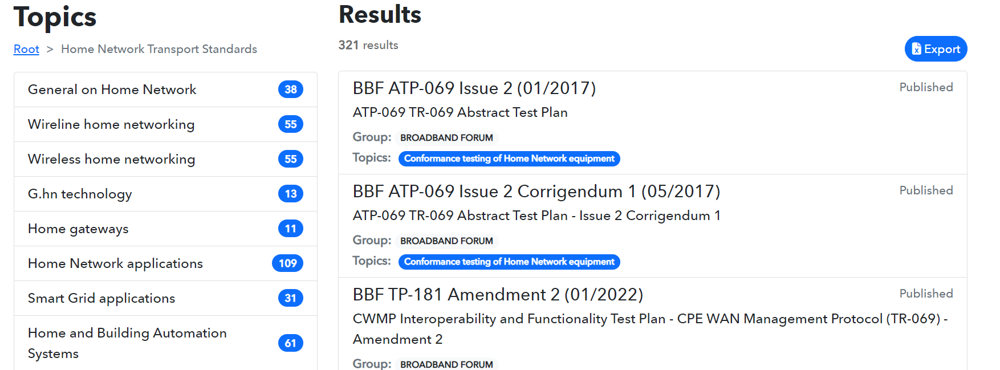 Topics
Root > Home Network Transport Standards
General on Home Network 38
Wireline home networking 55
Wireless home networking 55
G.hn technology 13
Home gateways 11
Home Network applications 109
Smart Grid applications 31
Home and Building Automation
Systems 61
Results
321 results
Export
BBF ATP-069 Issue 2 (01/2017) Published
ATP-069 TR-069 Abstract Test Plan
Group: BROADBAND FORUM
Topics: Conformance testing of Home Network equipment
BBF ATP-069 Issue 2 Corrigendum 1 (05/2017) Published
ATP-069 TR-069 Abstract Test Plan - Issue 2 Corrigendum 1
Group: BROADBAND FORUM
Topics: Conformance testing of Home Network equipment
BBF TP-181 Amendment 2 (01/2022) Published
CWMP Interoperability and Functionality Test Plan - CPE WAN Management Protocol (TR-069) -
Amendment 2
Group: BROADBAND FORUM